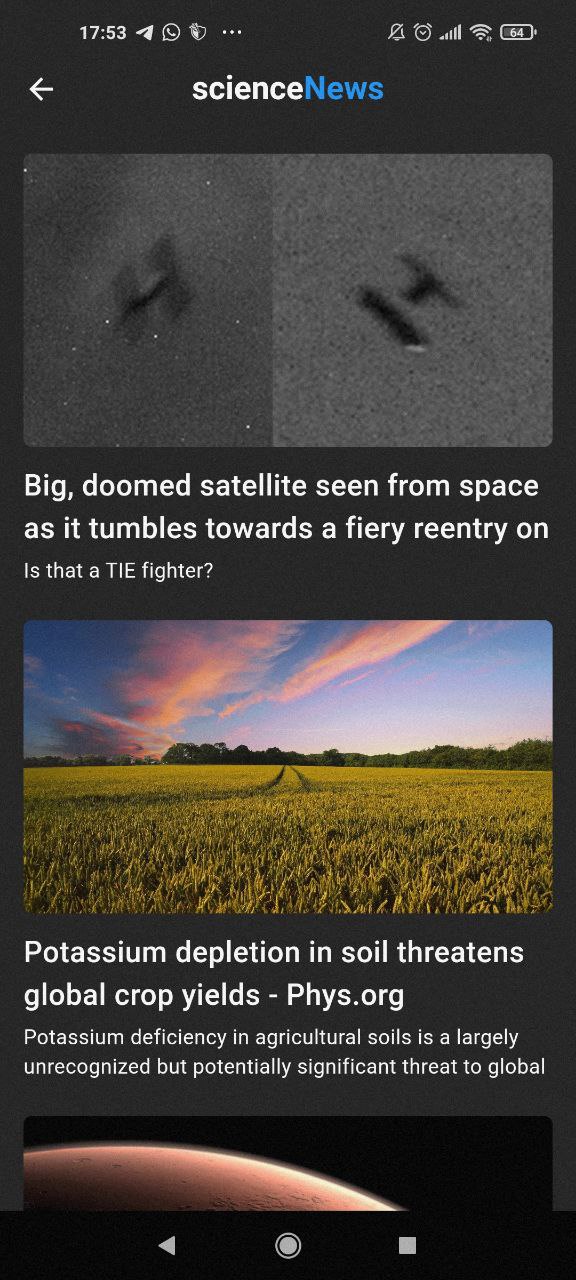 17:53
64
scienceNews
Big, doomed satellite seen from space
as it tumbles towards a fiery reentry on
Is that a TIE fighter?
Potassium depletion in soil threatens
global crop yields - Phys.org
Potassium deficiency in agricultural soils is a largely
unrecognized but potentially significant threat to global